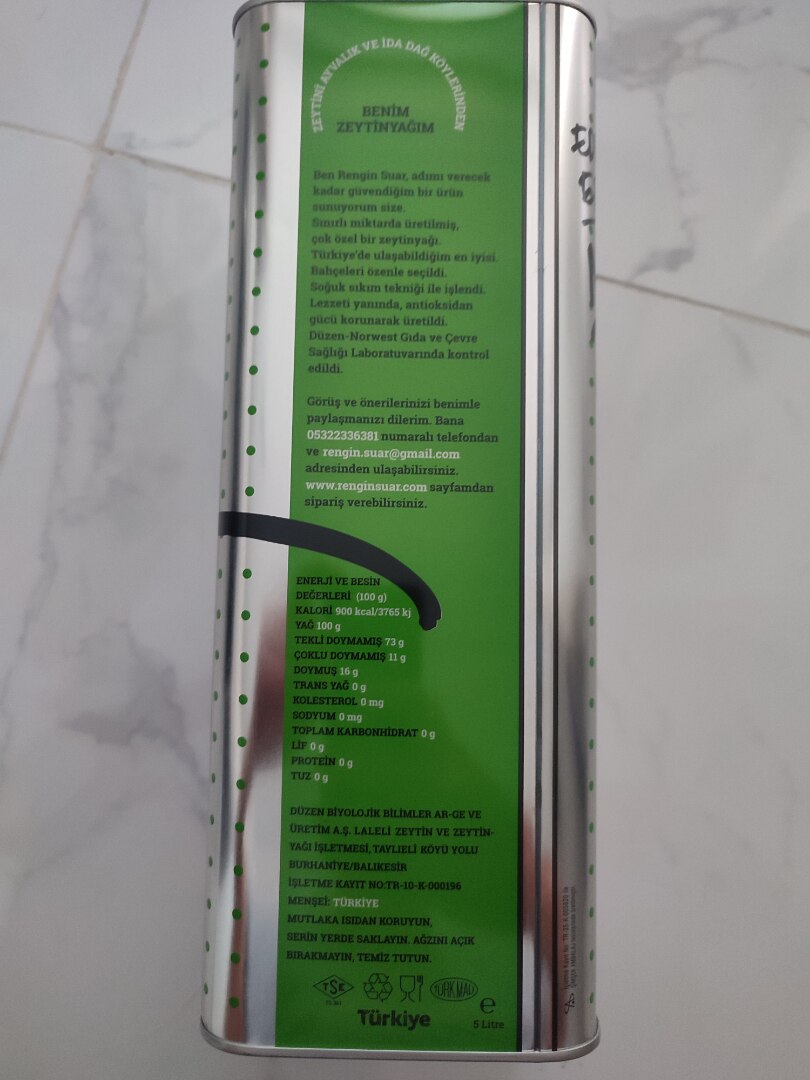 ZEYTİNİ AYVALIK VE İDA DAĞ KÖYLERİNDEN
BENİM
ZEYTİNYAĞIM
Ben Rengin Suar, adımı verecek
kadar güvendiğim bir ürün
sunuyorum size.
Sınırlı miktarda üretilmiş,
çok özel bir zeytinyağı.
Türkiye'de ulaşabildiğim en iyisi.
Bahçeleri özenle seçildi.
Soğuk sıkım tekniği ile işlendi.
Lezzeti yanında, antioksidan
gücü korunarak üretildi.
Düzen-Norwest Gıda ve Çevre
Sağlığı Laboratuvarında kontrol
edildi.
Görüş ve önerilerinizi benimle
paylaşmanızı dilerim. Bana
05322336381 numaralı telefondan
ve rengin.suar@gmail.com
adresinden ulaşabilirsiniz.
www.renginsuar.com sayfamdan
sipariş verebilirsiniz.
ENERJİ VE BESİN
DEĞERLERİ (100 g)
KALORİ 900 kcal/3765 kj
YAĞ 100 g
TEKLİ DOYMAMIŞ 73 g
ÇOKLU DOYMAMIŞ 11 g
DOYMUŞ 16 g
TRANS YAĞ 0 g
KOLESTEROL 0 mg
SODYUM 0 mg
TOPLAM KARBONHİDRAT 0 g
LİF 0 g
PROTEİN 0 g
TUZ 0 g
DÜZEN BİYOLOJİK BİLİMLER AR-GE VE
ÜRETİM A.Ş. LALELİ ZEYTİN VE ZEYTİN-
YAĞI İŞLETMESİ, TAYLIELİ KÖYÜ YOLU
BURHANİYE/BALIKESİR
İŞLETME KAYIT NO:TR-10-K-000196
MENŞEİ: TÜRKİYE
MUTLAKA ISIDAN KORUYUN,
SERİN YERDE SAKLAYIN. AĞZINI AÇIK
BIRAKMAYIN, TEMİZ TUTUN.
TSE
TS 341
TÜRK MALI
e
Türkiye
5 Litre